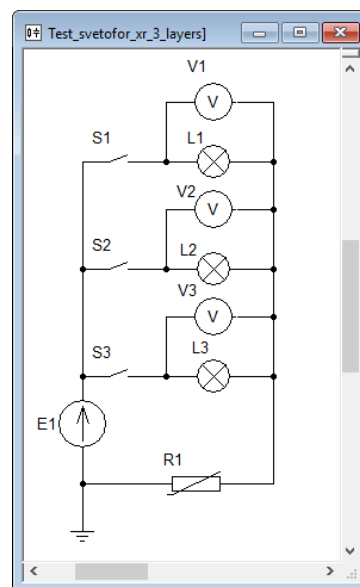 Test_svetofor_xr_3_layers]
V1
V
S1
L1
V2
V
S2
L2
V3
V
S3
L3
E1
R1